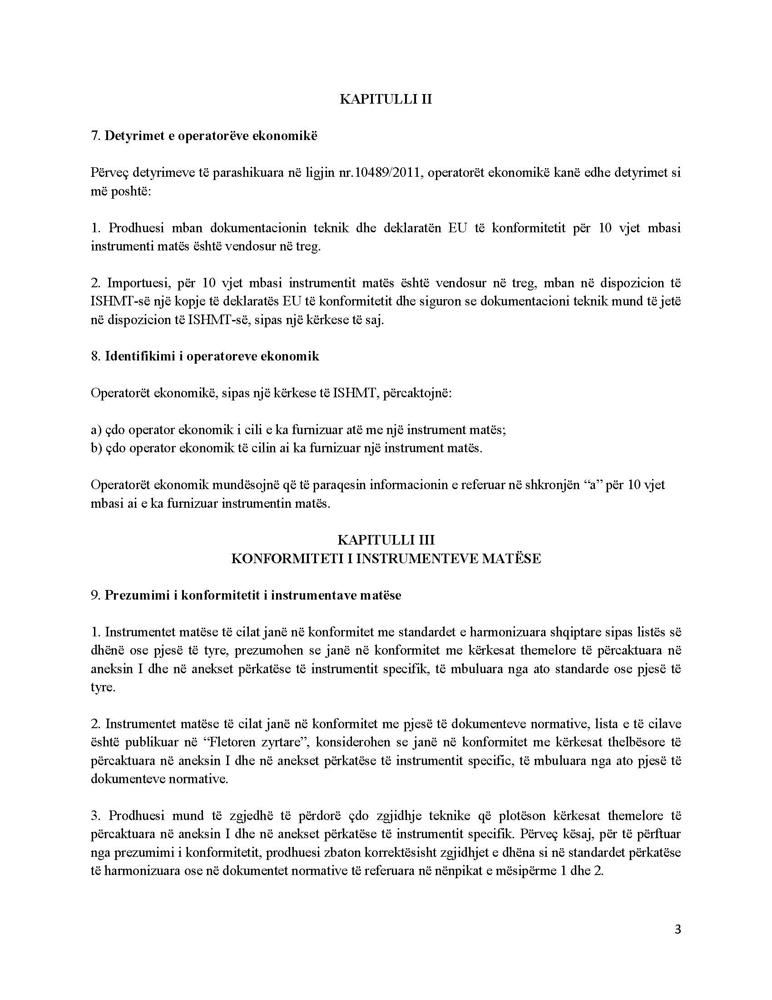 KAPITULLI II
7. Detyrimet e operatorëve ekonomikë
Përveç detyrimeve të parashikuara në ligjin nr.10489/2011, operatorët ekonomikë kanë edhe detyrimet si
më poshtë:
1. Prodhuesi mban dokumentacionin teknik dhe deklaratën EU të konformitetit për 10 vjet mbasi
instrumenti matës është vendosur në treg.
2. Importuesi, për 10 vjet mbasi instrumentit matës është vendosur në treg, mban në dispozicion të
ISHMT-së një kopje të deklaratës EU të konformitetit dhe siguron se dokumentacioni teknik mund të jetë
në dispozicion të ISHMT-së, sipas një kërkese të saj.
8. Identifikimi i operatoreve ekonomik
Operatorët ekonomikë, sipas një kërkese të ISHMT, përcaktojnë:
a) çdo operator ekonomik i cili e ka furnizuar atë me një instrument matës;
b) çdo operator ekonomik të cilin ai ka furnizuar një instrument matës.
Operatorët ekonomik mundësojnë që të paraqesin informacionin e referuar në shkronjën “a” për 10 vjet
mbasi ai e ka furnizuar instrumentin matës.
KAPITULLI III
KONFORMITETI I INSTRUMENTEVE MATËSE
9. Prezumimi i konformitetit i instrumentave matëse
1. Instrumentet matëse të cilat janë në konformitet me standardet e harmonizuara shqiptare sipas listës së
dhënë ose pjesë të tyre, prezumohen se janë në konformitet me kërkesat themelore të përcaktuara në
aneksin I dhe në anekset përkatëse të instrumentit specifik, të mbuluara nga ato standarde ose pjesë të
tyre.
2. Instrumentet matëse të cilat janë në konformitet me pjesë të dokumenteve normative, lista e të cilave
është publikuar në “Fletoren zyrtare”, konsiderohen se janë në konformitet me kërkesat thelbësore të
përcaktuara në aneksin I dhe në anekset përkatëse të instrumentit specific, të mbuluara nga ato pjesë të
dokumenteve normative.
3. Prodhuesi mund të zgjedhë të përdorë çdo zgjidhje teknike që plotëson kërkesat themelore të
përcaktuara në aneksin I dhe në anekset përkatëse të instrumentit specifik. Përveç kësaj, për të përftuar
nga prezumimi i konformitetit, prodhuesi zbaton korrektësisht zgjidhjet e dhëna si në standardet përkatëse
të harmonizuara ose në dokumentet normative të referuara në nënpikat e mësipërme 1 dhe 2.
3